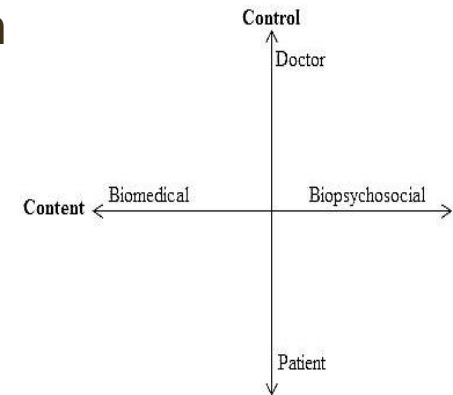 n
Control
Doctor
Biomedical
Biopsychosocial
Content
Patient